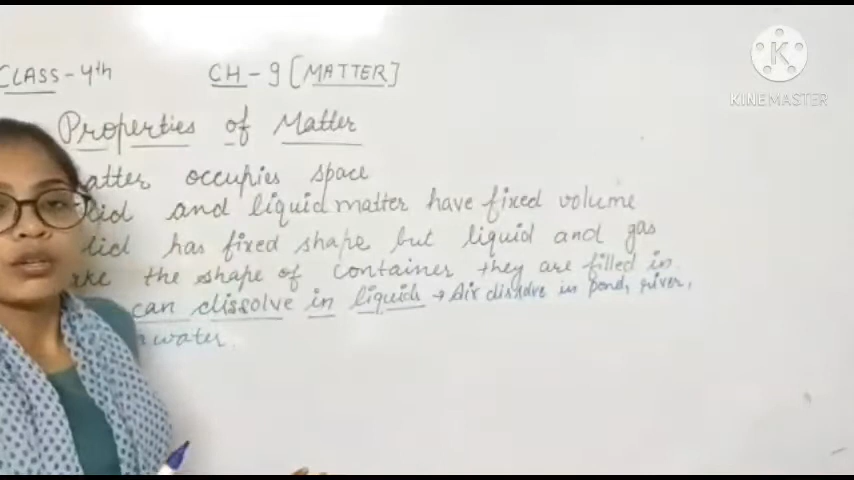 CLASS - 4th CH - 9 [MATTER]
KINEMASTER
Properties of Matter
atter occupies space
lid and liquid matter have fixed volume
lid has fixed shape but liquid and gas
ake the shape of container they are filled in
can dissolve in liquids → Air dissolve in pond, river,
water.